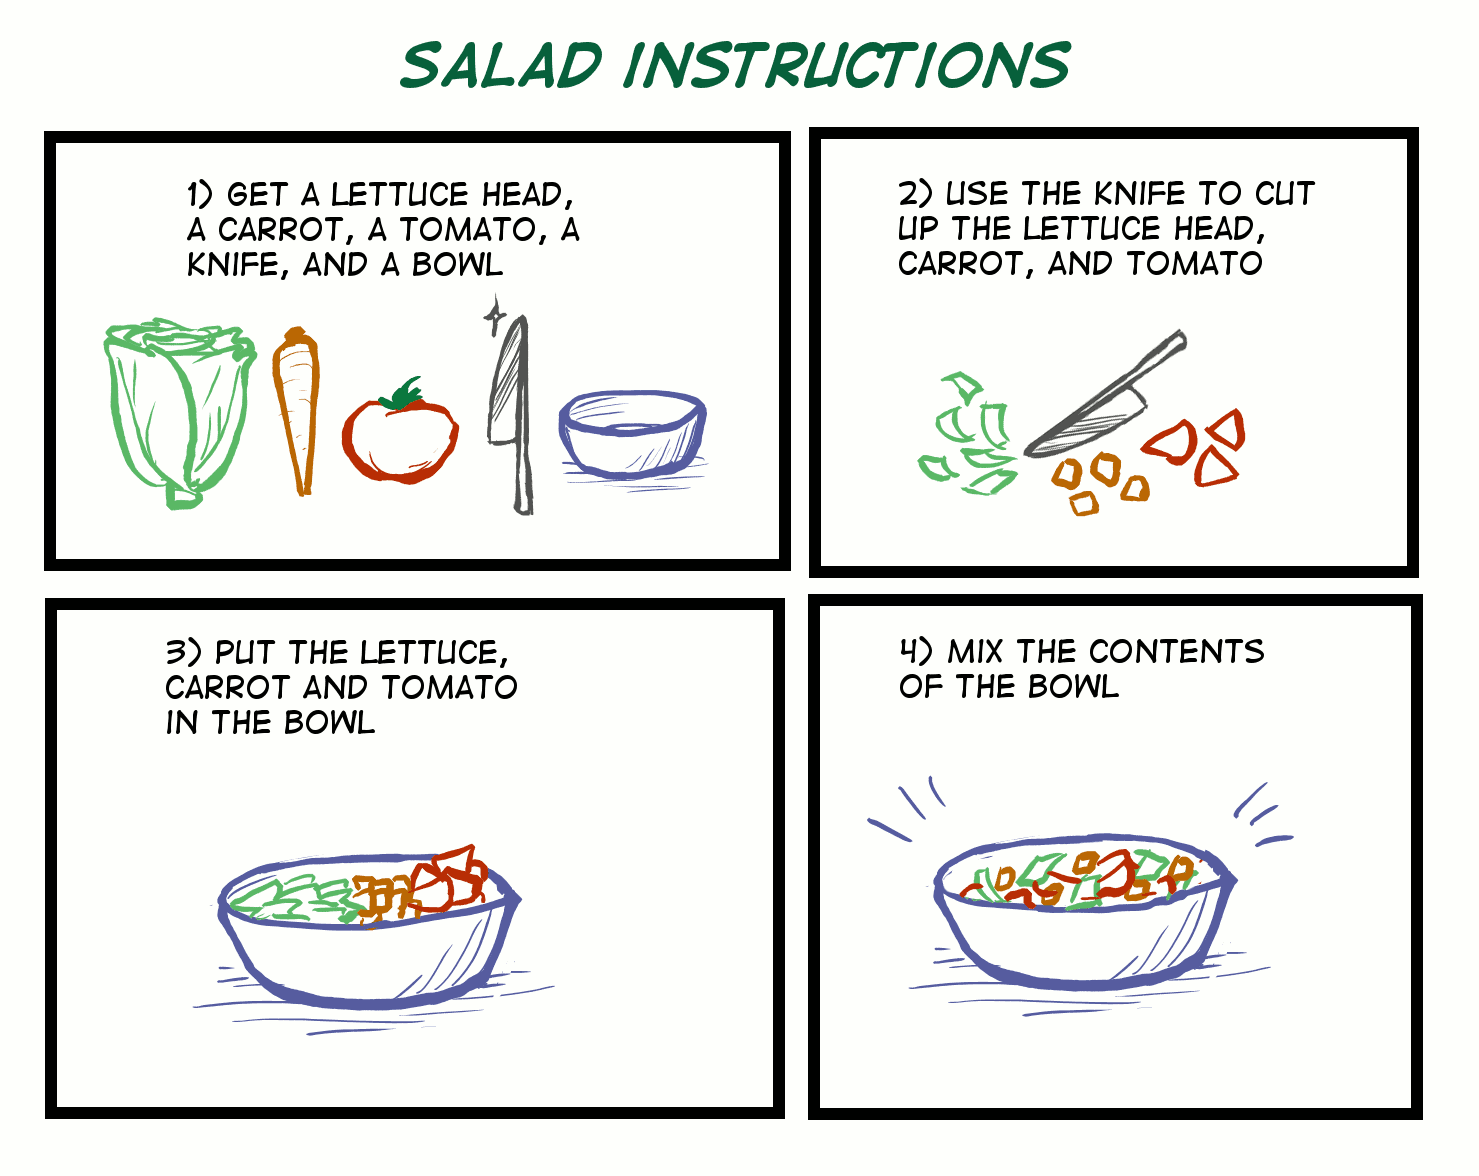 SALAD INSTRUCTIONS
1) GET A LETTUCE HEAD,
A CARROT, A TOMATO, A
KNIFE, AND A BOWL
2) USE THE KNIFE TO CUT
UP THE LETTUCE HEAD,
CARROT, AND TOMATO
3) PUT THE LETTUCE,
CARROT AND TOMATO
IN THE BOWL
4) MIX THE CONTENTS
OF THE BOWL